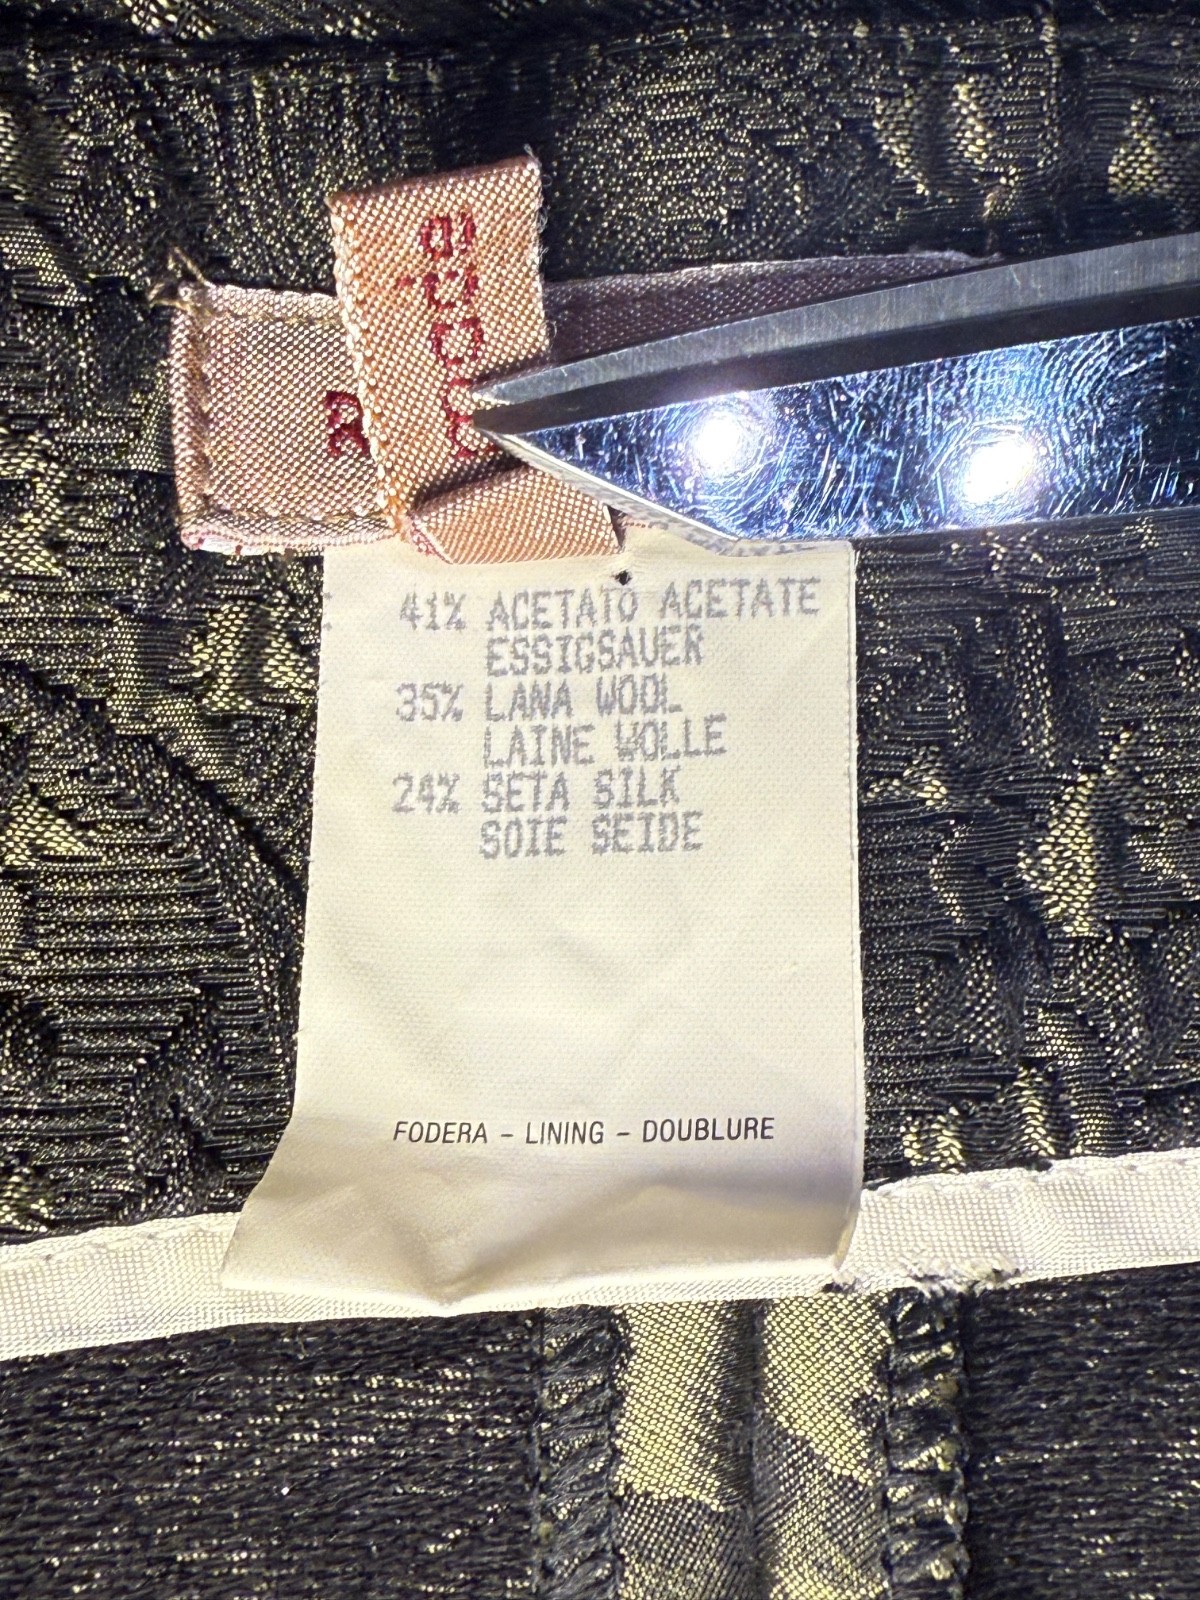 R
41% ACETATO ACETATE
ESSIGSAUER
35% LANA WOOL
LAINE WOLLE
24% SETA SILK
SOIE SEIDE
FODERA - LINING - DOUBLURE